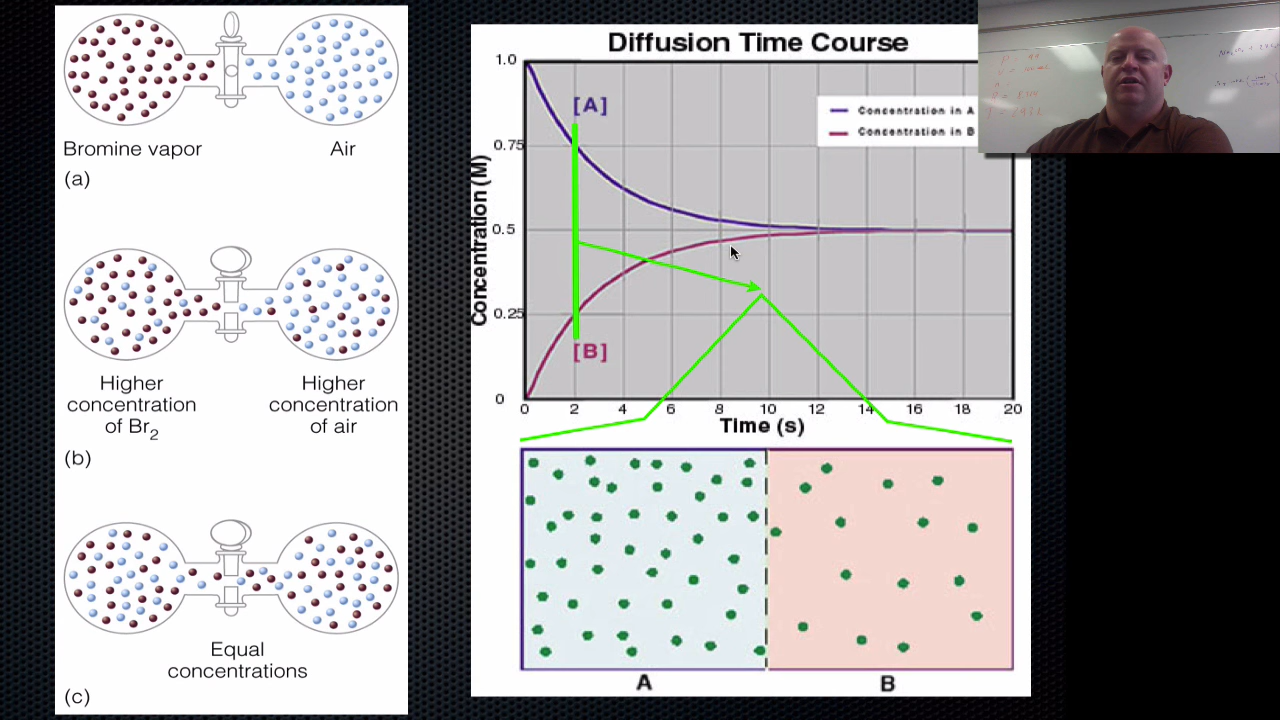 Bromine vapor
Air
(a)
Higher
concentration
of Br₂
Higher
concentration
of air
(b)
Equal
concentrations
(c)
Diffusion Time Course
Concentration in A
Concentration in B
[A]
[B]
Concentration (M)
1.0
0.75
0.5
0.25
0
0 2 4 6 8 10 12 14 16 18 20
Time (s)
A
B